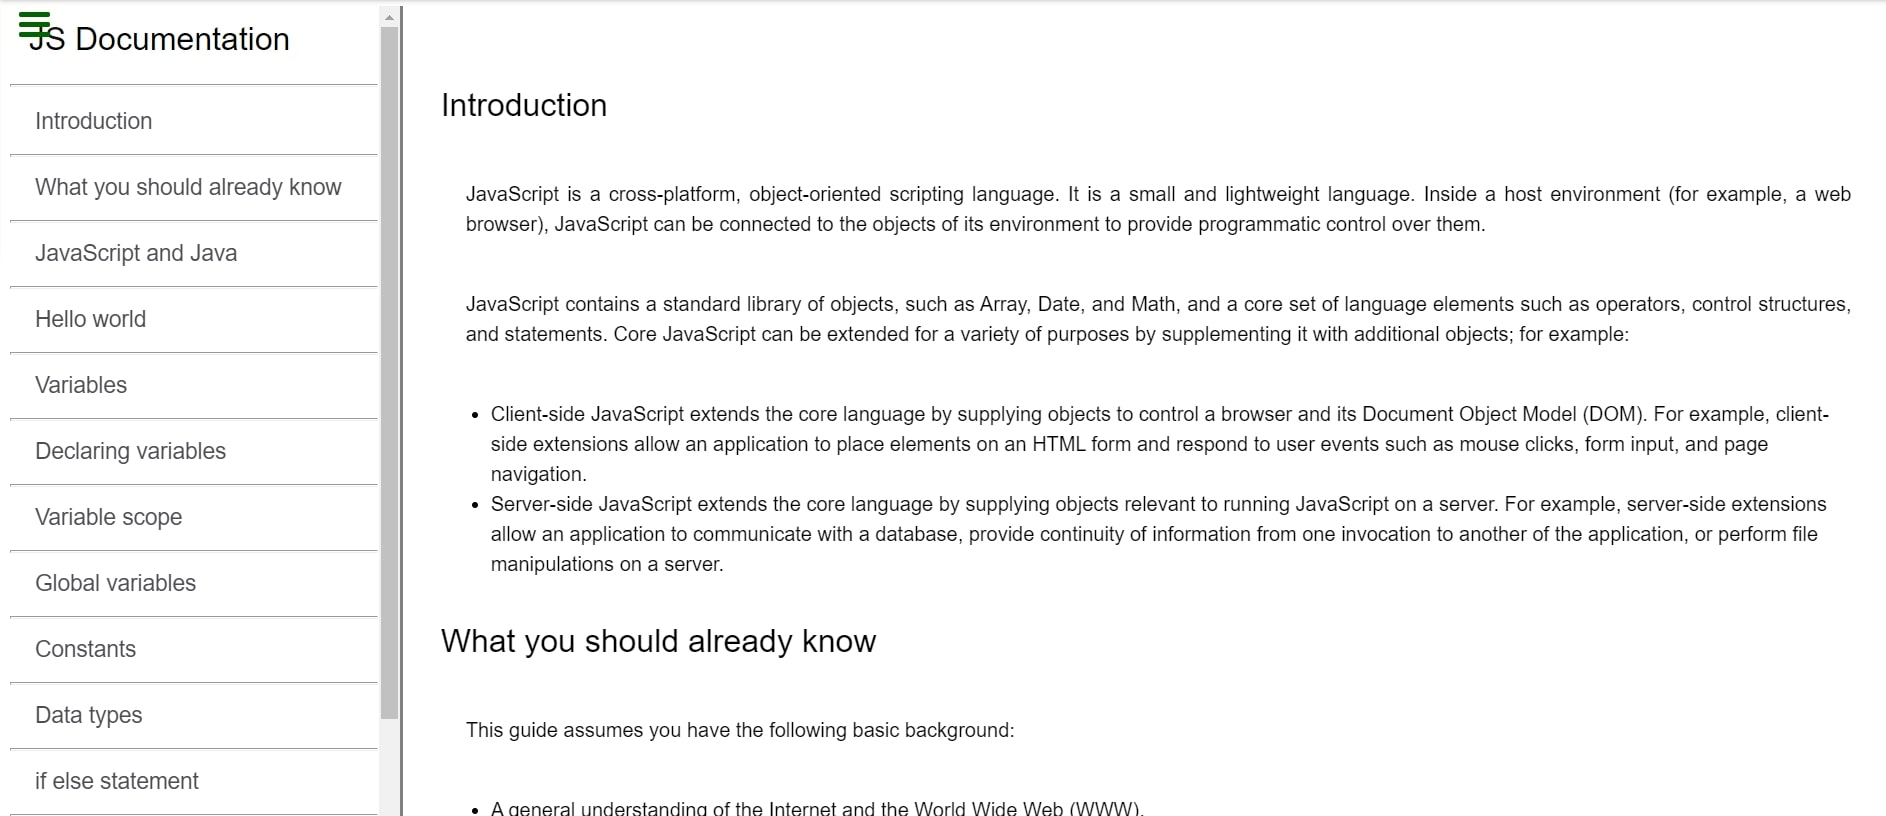 JS Documentation
Introduction
What you should already know
JavaScript and Java
Hello world
Variables
Declaring variables
Variable scope
Global variables
Constants
Data types
if else statement
Introduction
JavaScript is a cross-platform, object-oriented scripting language. It is a small and lightweight language. Inside a host environment (for example, a web
browser), JavaScript can be connected to the objects of its environment to provide programmatic control over them.
JavaScript contains a standard library of objects, such as Array, Date, and Math, and a core set of language elements such as operators, control structures,
and statements. Core JavaScript can be extended for a variety of purposes by supplementing it with additional objects; for example:
• Client-side JavaScript extends the core language by supplying objects to control a browser and its Document Object Model (DOM). For example, client-
side extensions allow an application to place elements on an HTML form and respond to user events such as mouse clicks, form input, and page
navigation.
• Server-side JavaScript extends the core language by supplying objects relevant to running JavaScript on a server. For example, server-side extensions
allow an application to communicate with a database, provide continuity of information from one invocation to another of the application, or perform file
manipulations on a server.
What you should already know
This guide assumes you have the following basic background:
• A general understanding of the Internet and the World Wide Web (WWW).